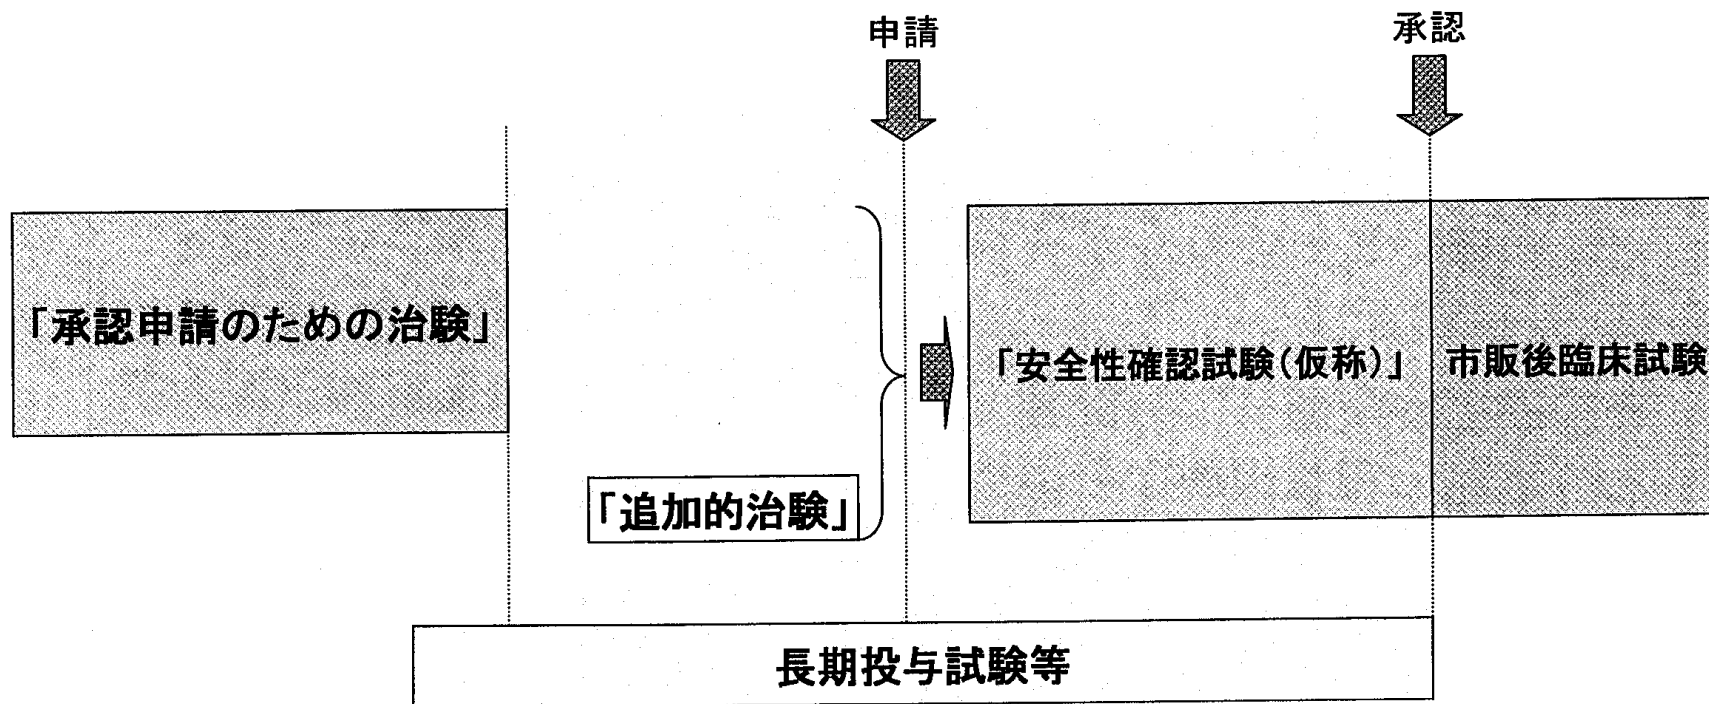 申請
承認
「承認申請のための治験」
「安全性確認試験(仮称)」
市販後臨床試験
「追加的治験」
長期投与試験等